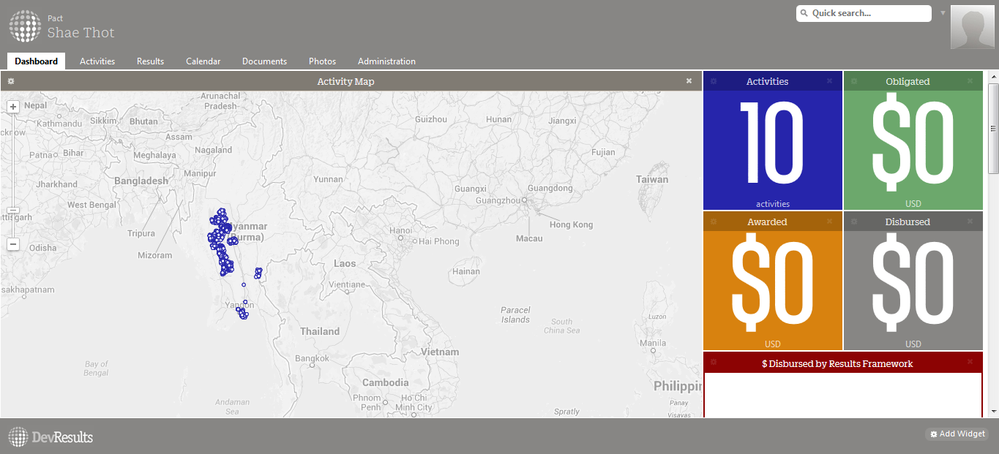 Pact
Shae Thot
Quick search...
Dashboard
Activities
Results
Calendar
Documents
Photos
Administration
Activity Map
Activities
Obligated
10
$0
activities
USD
Awarded
Disbursed
$0
$0
USD
USD
$ Disbursed by Results Framework
Arunachal
Pradesh
Nepal
Kathmandu
Sikkim
Bhutan
Guizhou
Hunan
Jiangxi
cknow
Assam
Patna
Bihar
Meghalaya
Nagaland
Fujian
Manipur
Jharkhand
Bangladesh
Yunnan
Taiwan
West Bengal
Guangxi
Guangdong
Guangzhou
ttisgarh
Tripura
Myanmar
(Burma)
Hong Kong
Macau
Hanoi
Hai Phong
Odisha
Mizoram
Laos
Hainan
Vientiane
sakhapatnam
Yangon
Paracel
Islands
South
China Sea
Luzon
Thailand
Manila
Vietnam
Bangkok
Bay of
Bengal
Cambodia
Philippin
Phnom
Penh
Ho Chi
Minh City
Andaman
Sea
Panay
Spratly
Visayas
DevResults
Add Widget